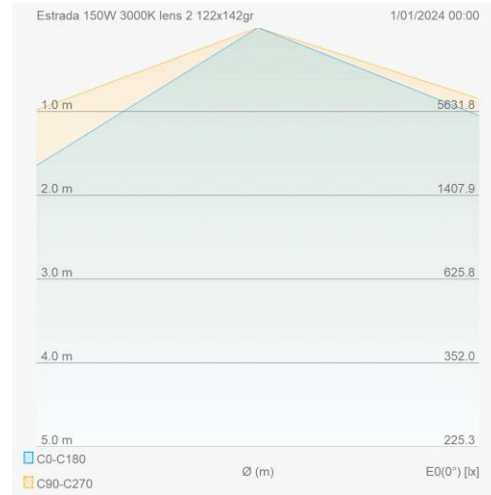 Estrada 150W 3000K lens 2 122x142gr 1/01/2024 00:00
1.0 m 5631.8
2.0 m 1407.9
3.0 m 625.8
4.0 m 352.0
5.0 m 225.3
C0-C180
Ø (m) E0(0°) [lx]
C90-C270